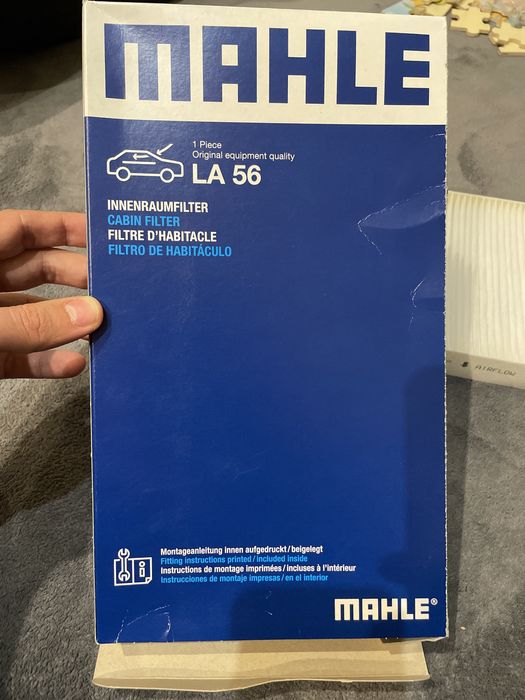 MAHLE
1 Piece
Original equipment quality
LA 56
INNENRAUMFILTER
CABIN FILTER
FILTRE D'HABITACLE
FILTRO DE HABITÁCULO
AIRFLOW
Montageanleitung innen aufgedruckt/beigelegt
Fitting instructions printed/included inside
Instructions de montage imprimées/incluses à l'intérieur
Instrucciones de montaje impresas/en el interior
MAHLE®